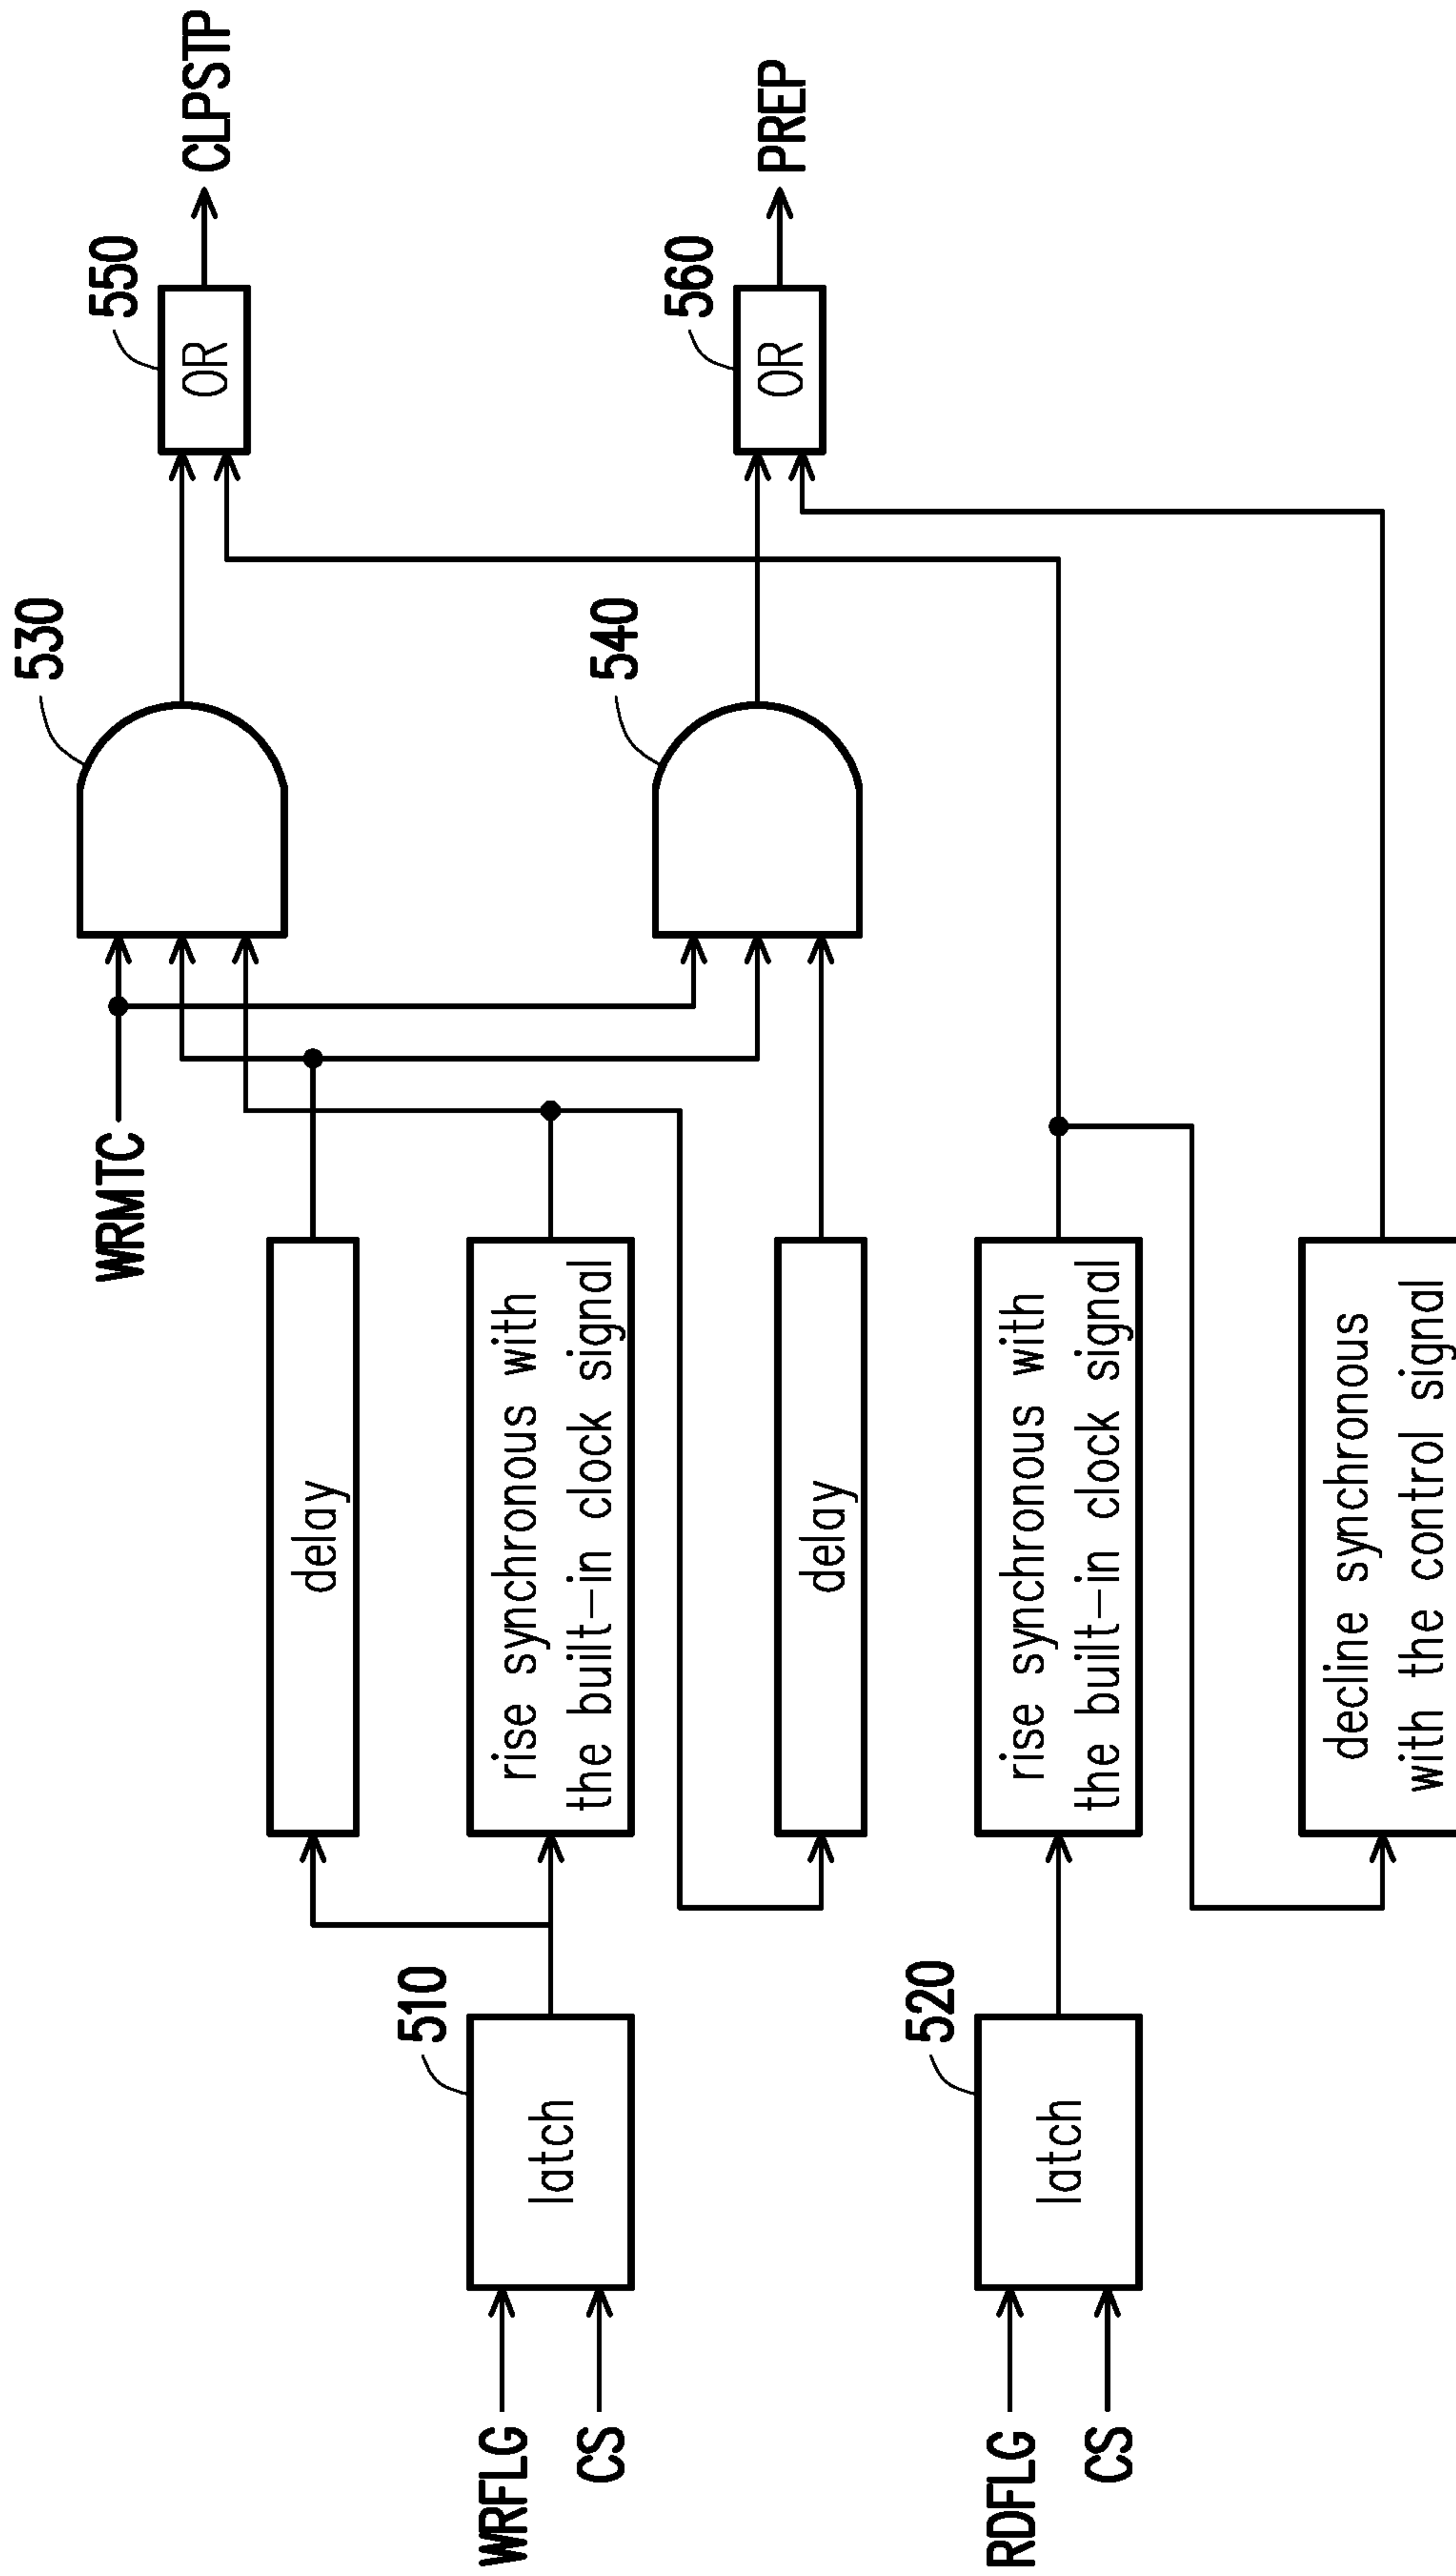 WRMTC
530
550
CLPSTP
delay
WRFLG
CS
510
latch
rise synchronous with
the built-in clock signal
540
560
OR
OR
PREP
delay
RDFLG
CS
520
latch
rise synchronous with
the built-in clock signal
decline synchronous
with the control signal